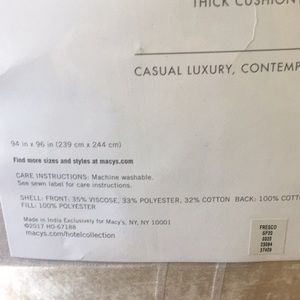 THICK CUSHION
CASUAL LUXURY, CONTEMP
94 in x 96 in (239 cm x 244 cm)
Find more sizes and styles at macys.com
CARE INSTRUCTIONS: Machine washable.
See sewn label for care instructions.
SHELL: FRONT: 35% VISCOSE, 33% POLYESTER, 32% COTTON BACK: 100% COT
FILL: 100% POLYESTER
Made in India Exclusively for Macy's, NY, NY 10001
©2017 HO-67188
macys.com/hotelcollection
FRESCO